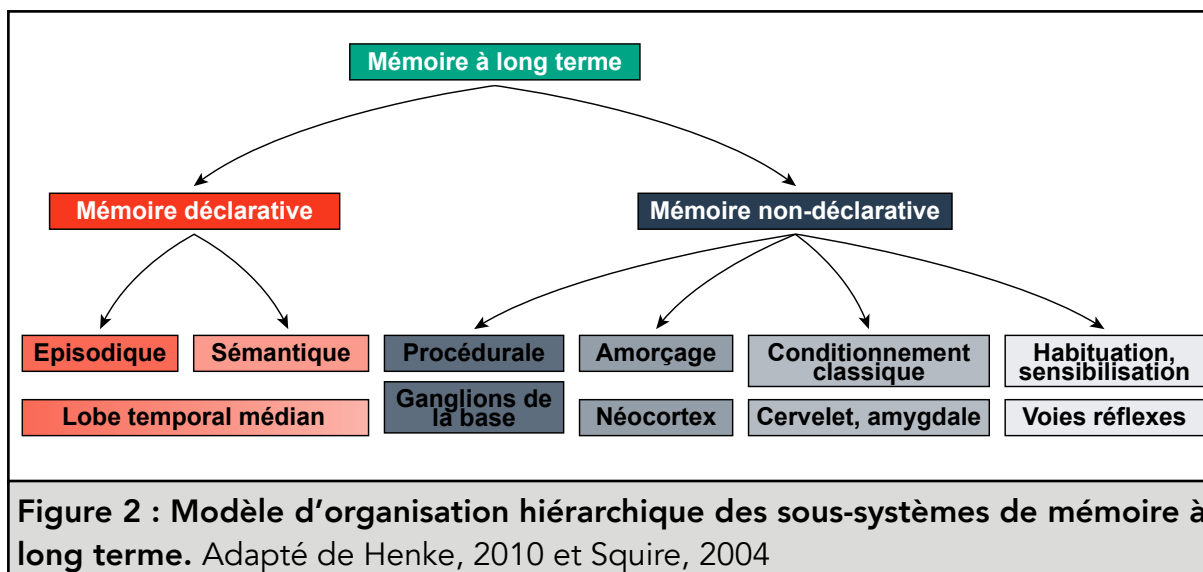 Mémoire à long terme
Mémoire déclarative
Mémoire non-déclarative
Episodique
Sémantique
Procédurale
Amorçage
Conditionnement
classique
Habituation,
sensibilisation
Lobe temporal médian
Ganglions de
la base
Néocortex
Cervelet, amygdale
Voies réflexes
Figure 2 : Modèle d’organisation hiérarchique des sous-systèmes de mémoire à
long terme. Adapté de Henke, 2010 et Squire, 2004